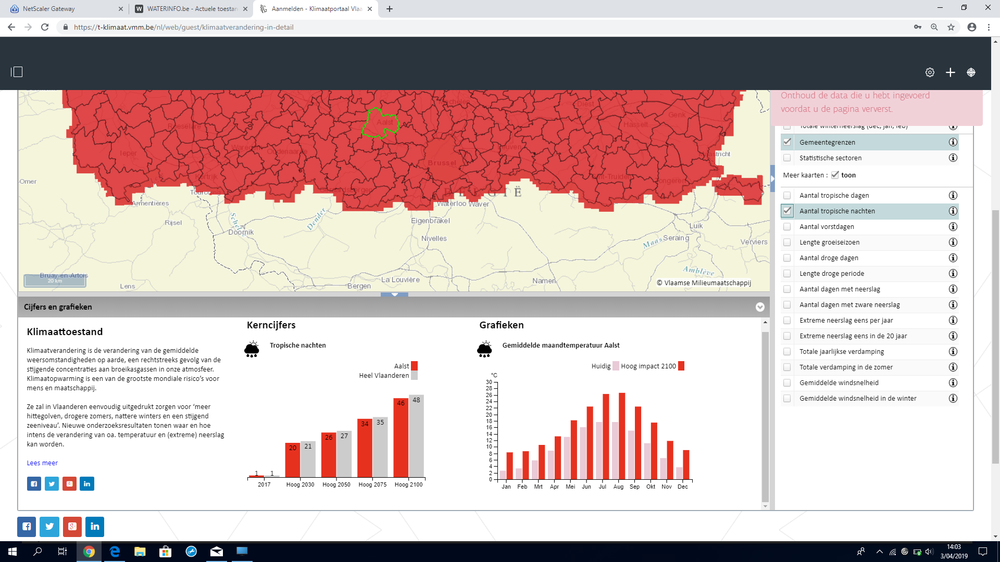 NetScaler Gateway
WATERINFO.be - Actuele toestan
Aanmelden - Klimaatportaal Vlaa
https://t-klimaat.vmm.be/nl/web/guest/klimaatverandering-in-detail
Onthoud de data die u hebt ingevoerd
voordat u de pagina ververst.
Totale winterneerslag (dec, jan, feb)
Gemeentegrenzen
Statistische sectoren
Meer kaarten : toon
Aantal tropische dagen
Aantal tropische nachten
Aantal vorstdagen
Lengte groeiseizoen
Aantal droge dagen
Lengte droge periode
Aantal dagen met neerslag
Aantal dagen met zware neerslag
Extreme neerslag eens per jaar
Extreme neerslag eens in de 20 jaar
Totale jaarlijkse verdamping
Totale verdamping in de zomer
Gemiddelde windsnelheid
Gemiddelde windsnelheid in de winter
Mechelen
Diest
Genk
Aalst
Hasselt
Roeselare
Waregem
Oudenaarde
Leuven
Ieper
Maastricht
Brussel
Kortrijk
Sint-Truiden
Tongeren
Omer
Geraardsbergen
Tourcoing
BELGIË
Armentieres
Waterloo Waver
Rijsel
Schelde
Dender
Eigenbrakel
Luik
Doornik
Nivelles
Maas
Seraing
Verviers
Bruay-en-Artois
20 km
Amblève
Lens
Bergen
La Louvière
Namen
© Vlaamse Milieumaatschappij
Cijfers en grafieken
Klimaattoestand
Klimaatverandering is de verandering van de gemiddelde
weersomstandigheden op aarde, een rechtstreeks gevolg van de
stijgende concentraties aan broeikasgassen in onze atmosfeer.
Klimaatopwarming is een van de grootste mondiale risico's voor
mens en maatschappij.
Ze zal in Vlaanderen eenvoudig uitgedrukt zorgen voor ‘meer
hittegolven, drogere zomers, nattere winters en een stijgend
zeeniveau’. Nieuwe onderzoeksresultaten tonen waar en hoe
intens de verandering van oa. temperatuur en (extreme) neerslag
kan worden.
Lees meer
Kerncijfers
Tropische nachten
Aalst
Heel Vlaanderen
1 1 20 21 26 27 34 35 46 48
2017 Hoog 2030 Hoog 2050 Hoog 2075 Hoog 2100
Grafieken
Gemiddelde maandtemperatuur Aalst
Huidig Hoog impact 2100
°C
30
28
26
24
22
20
18
16
14
12
10
8
6
4
2
0
Jan Feb Mrt Apr Mei Jun Jul Aug Sep Okt Nov Dec
14:03
3/04/2019